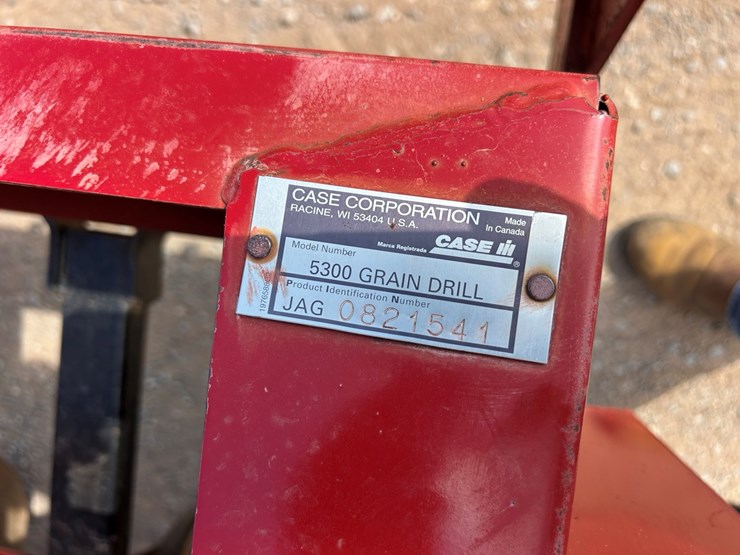 CASE CORPORATION
RACINE, WI 53404 U.S.A.
Made
In Canada
Marca Registrada CASE IH ®
Model Number
5300 GRAIN DRILL
Product Identification Number
JAG 0821541